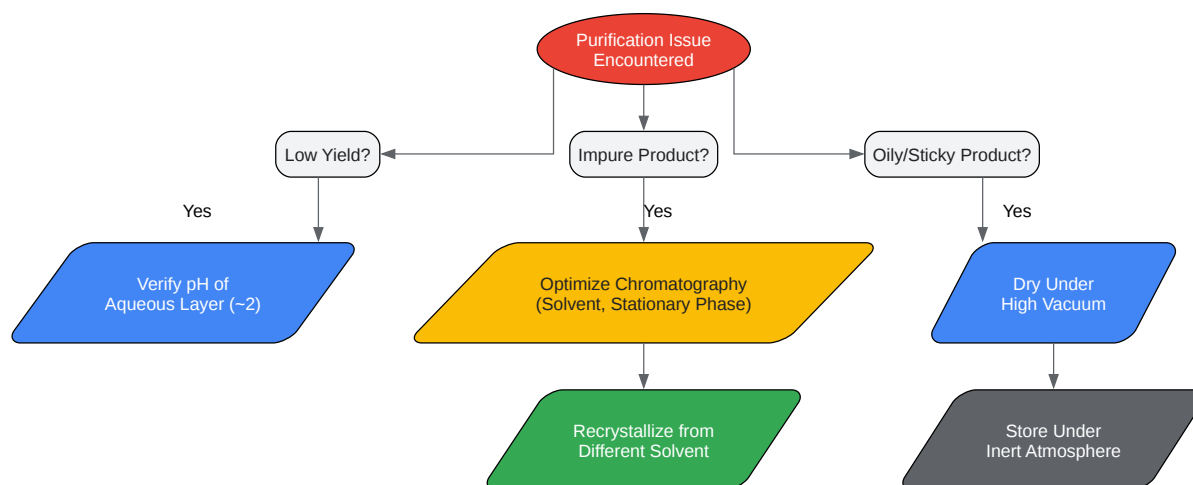 Purification Issue
Encountered
Low Yield?
Impure Product?
Oily/Sticky Product?
Yes
Yes
Yes
Verify pH of
Aqueous Layer (~2)
Optimize Chromatography
(Solvent, Stationary Phase)
Dry Under
High Vacuum
Recrystallize from
Different Solvent
Store Under
Inert Atmosphere